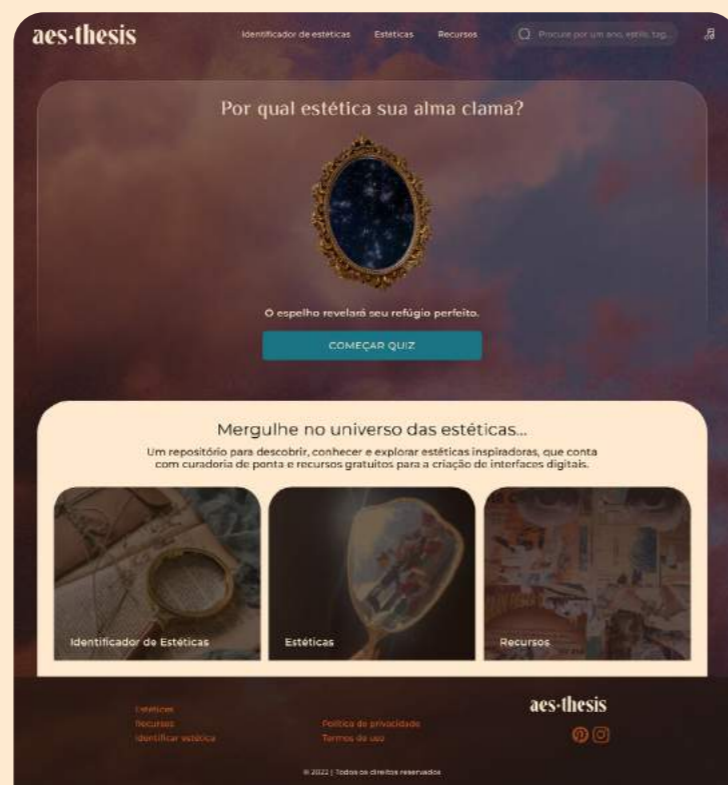 aes·thesis
Identificador de estéticas Estéticas Recursos Procure por um ano, estilo, tag...
Por qual estética sua alma clama?
O espelho revelará seu refúgio perfeito.
COMEÇAR QUIZ
Mergulhe no universo das estéticas...
Um repositório para descobrir, conhecer e explorar estéticas inspiradoras, que conta
com curadoria de ponta e recursos gratuitos para a criação de interfaces digitais.
Identificador de Estéticas
Estéticas
Recursos
Estéticas
Recursos
Identificar estética
Política de privacidade
Termos de uso
aes·thesis
© 2022 | Todos os direitos reservados